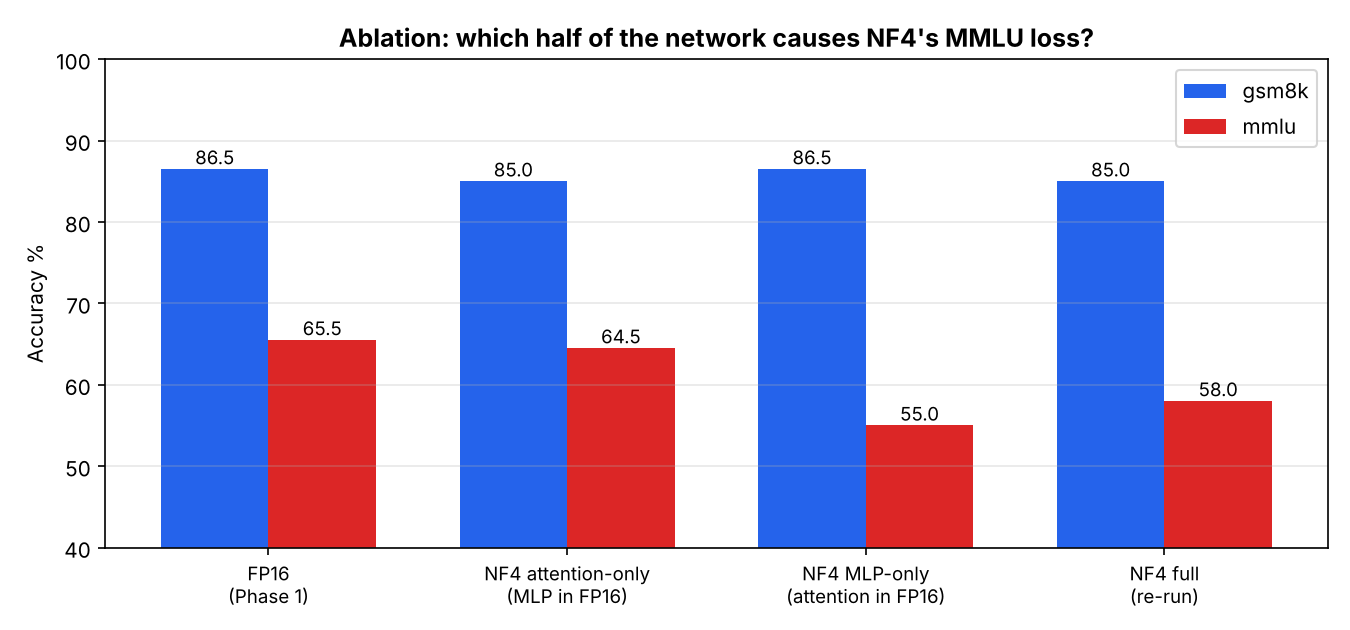 Ablation: which half of the network causes NF4's MMLU loss?
100
90
80
70
60
50
40
Accuracy %
gsm8k
mmlu
86.5
65.5
85.0
64.5
86.5
55.0
85.0
58.0
FP16
(Phase 1)
NF4 attention-only
(MLP in FP16)
NF4 MLP-only
(attention in FP16)
NF4 full
(re-run)